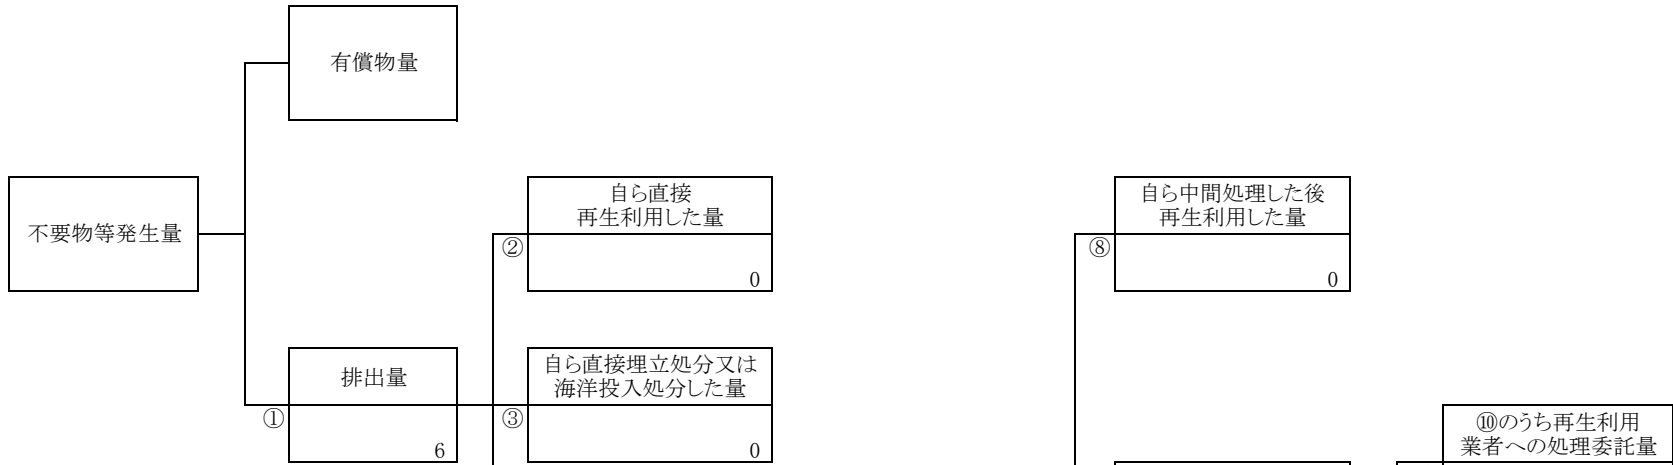 有償物量
不要物等発生量
自ら直接
再生利用した量
②
0
自ら中間処理した後
再生利用した量
⑧
0
排出量
①
6
自ら直接埋立処分又は
海洋投入処分した量
③
0
⑩のうち再生利用
業者への処理委託量